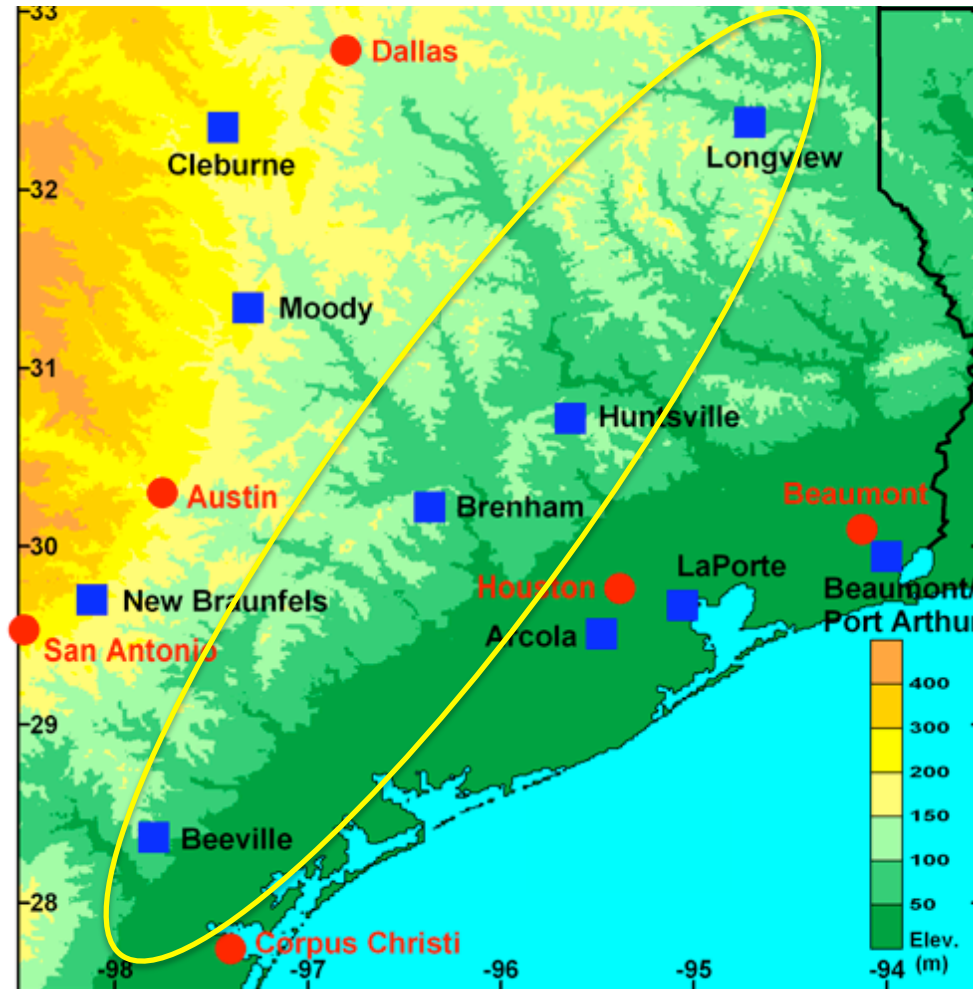 33
Dallas
Cleburne
Longview
32
Moody
31
Huntsville
Austin
Brenham
Beaumont
30
LaPorte
New Braunfels
Houston
Beaumont/
Port Arthur
San Antonio
Arcola
400
29
300
200
150
Beeville
100
28
50
Corpus Christi
Elev.
(m)
-98
-97
-96
-95
-94